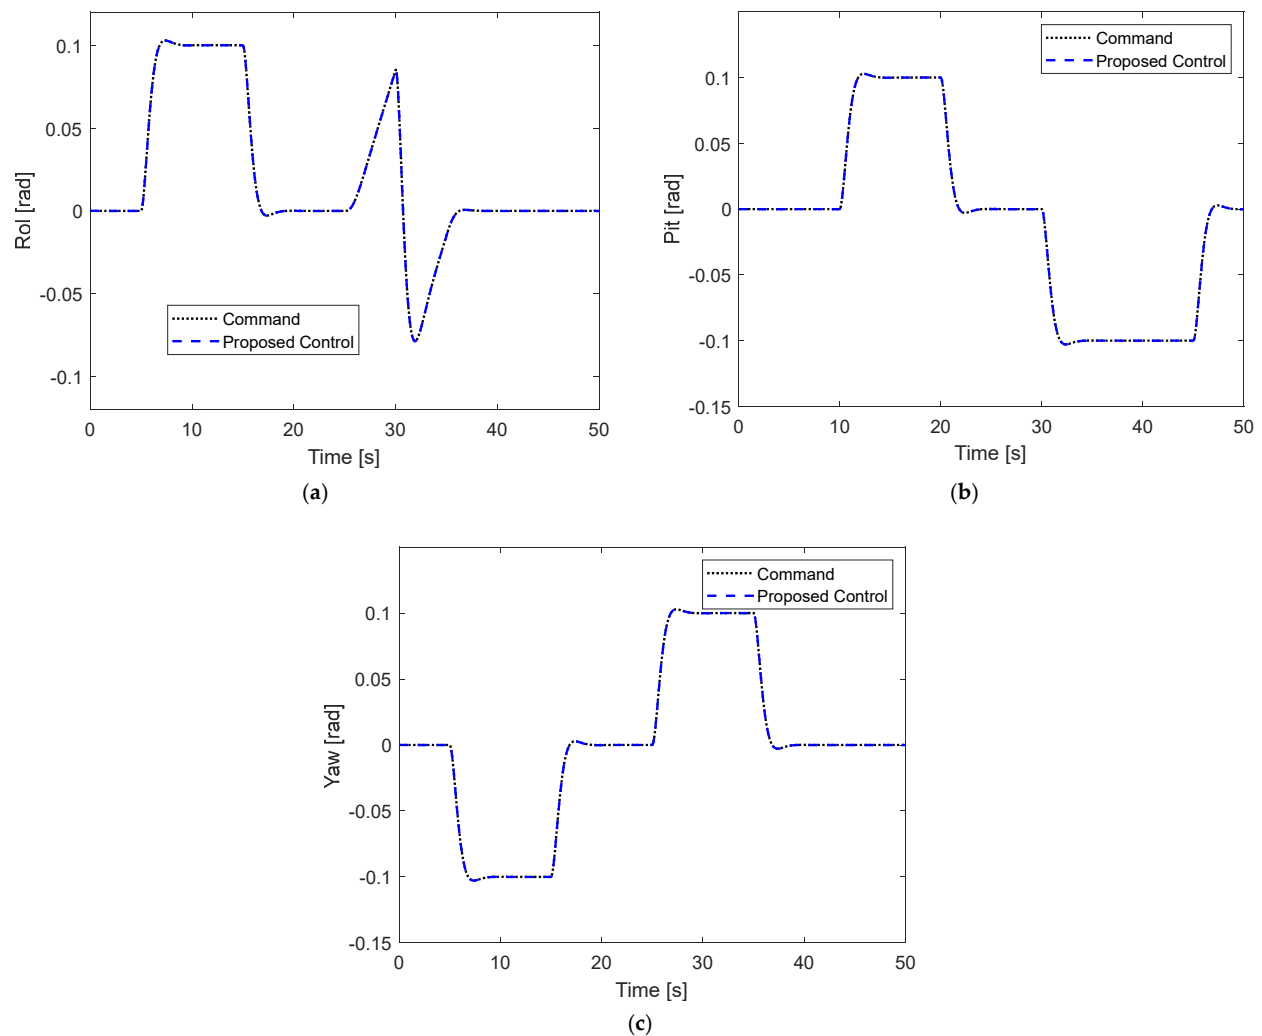 0.1
0.05
0
-0.05
-0.1
Rol [rad]
Command
Proposed Control
0 10 20 30 40 50
Time [s]
(a)
0.1
0.05
0
-0.05
-0.1
-0.15
Pit [rad]
Command
Proposed Control
0 10 20 30 40 50
Time [s]
(b)
0.1
0.05
0
-0.05
-0.1
-0.15
Yaw [rad]
Command
Proposed Control
0 10 20 30 40 50
Time [s]
(c)